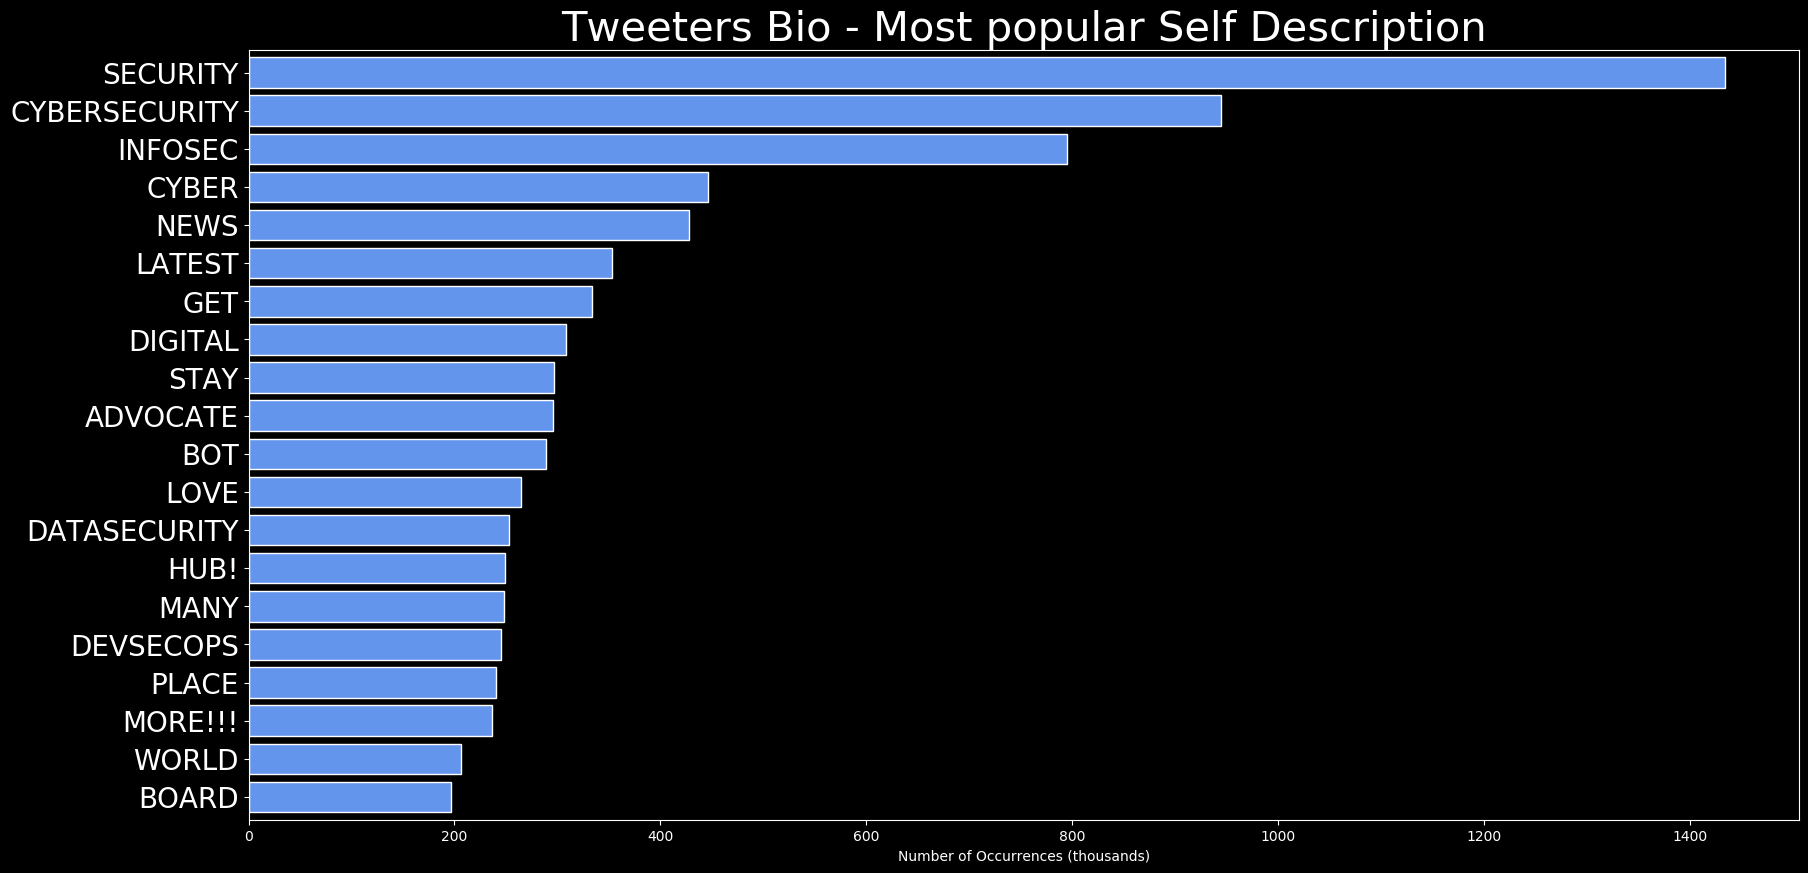 Tweeters Bio - Most popular Self Description
SECURITY
CYBERSECURITY
INFOSEC
CYBER
NEWS
LATEST
GET
DIGITAL
STAY
ADVOCATE
BOT
LOVE
DATASECURITY
HUB!
MANY
DEVSECOPS
PLACE
MORE!!!
WORLD
BOARD
0 200 400 600 800 1000 1200 1400
Number of Occurrences (thousands)